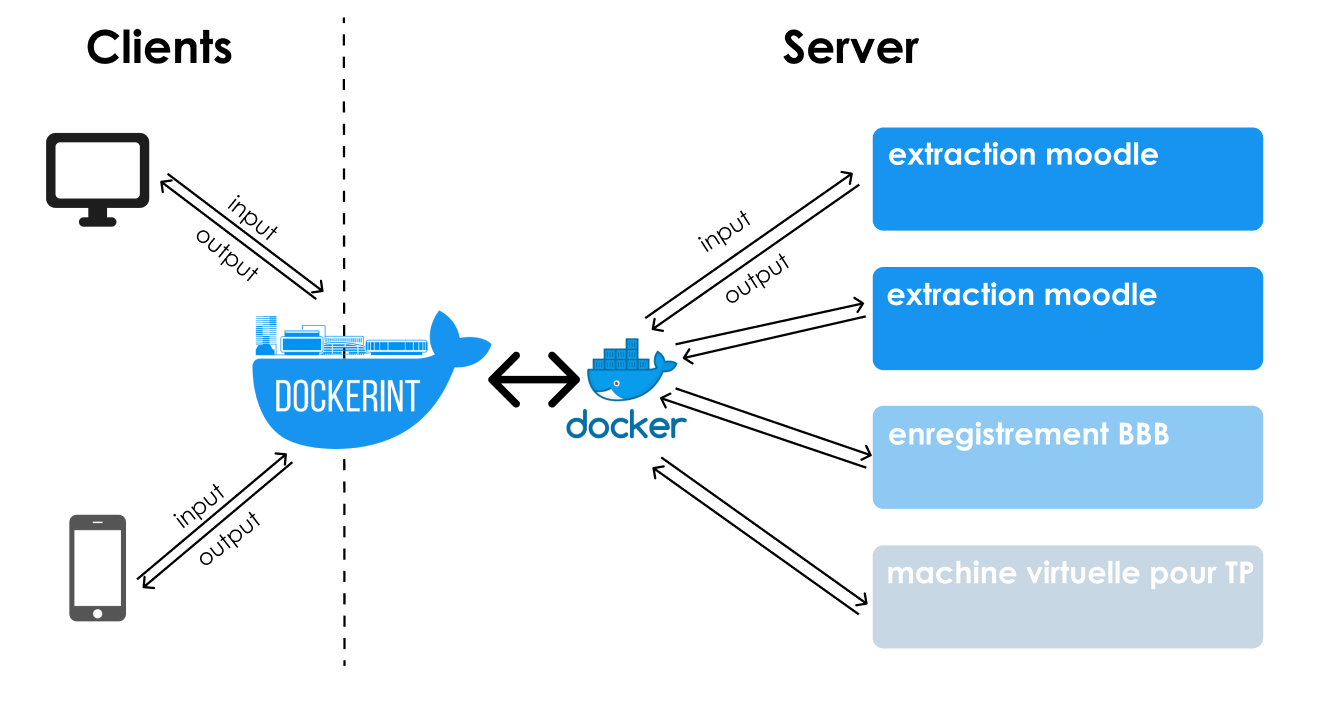 Clients
Server
input
output
DOCKERINT
input
output
docker
input
output
extraction moodle
extraction moodle
enregistrement BBB
machine virtuelle pour TP